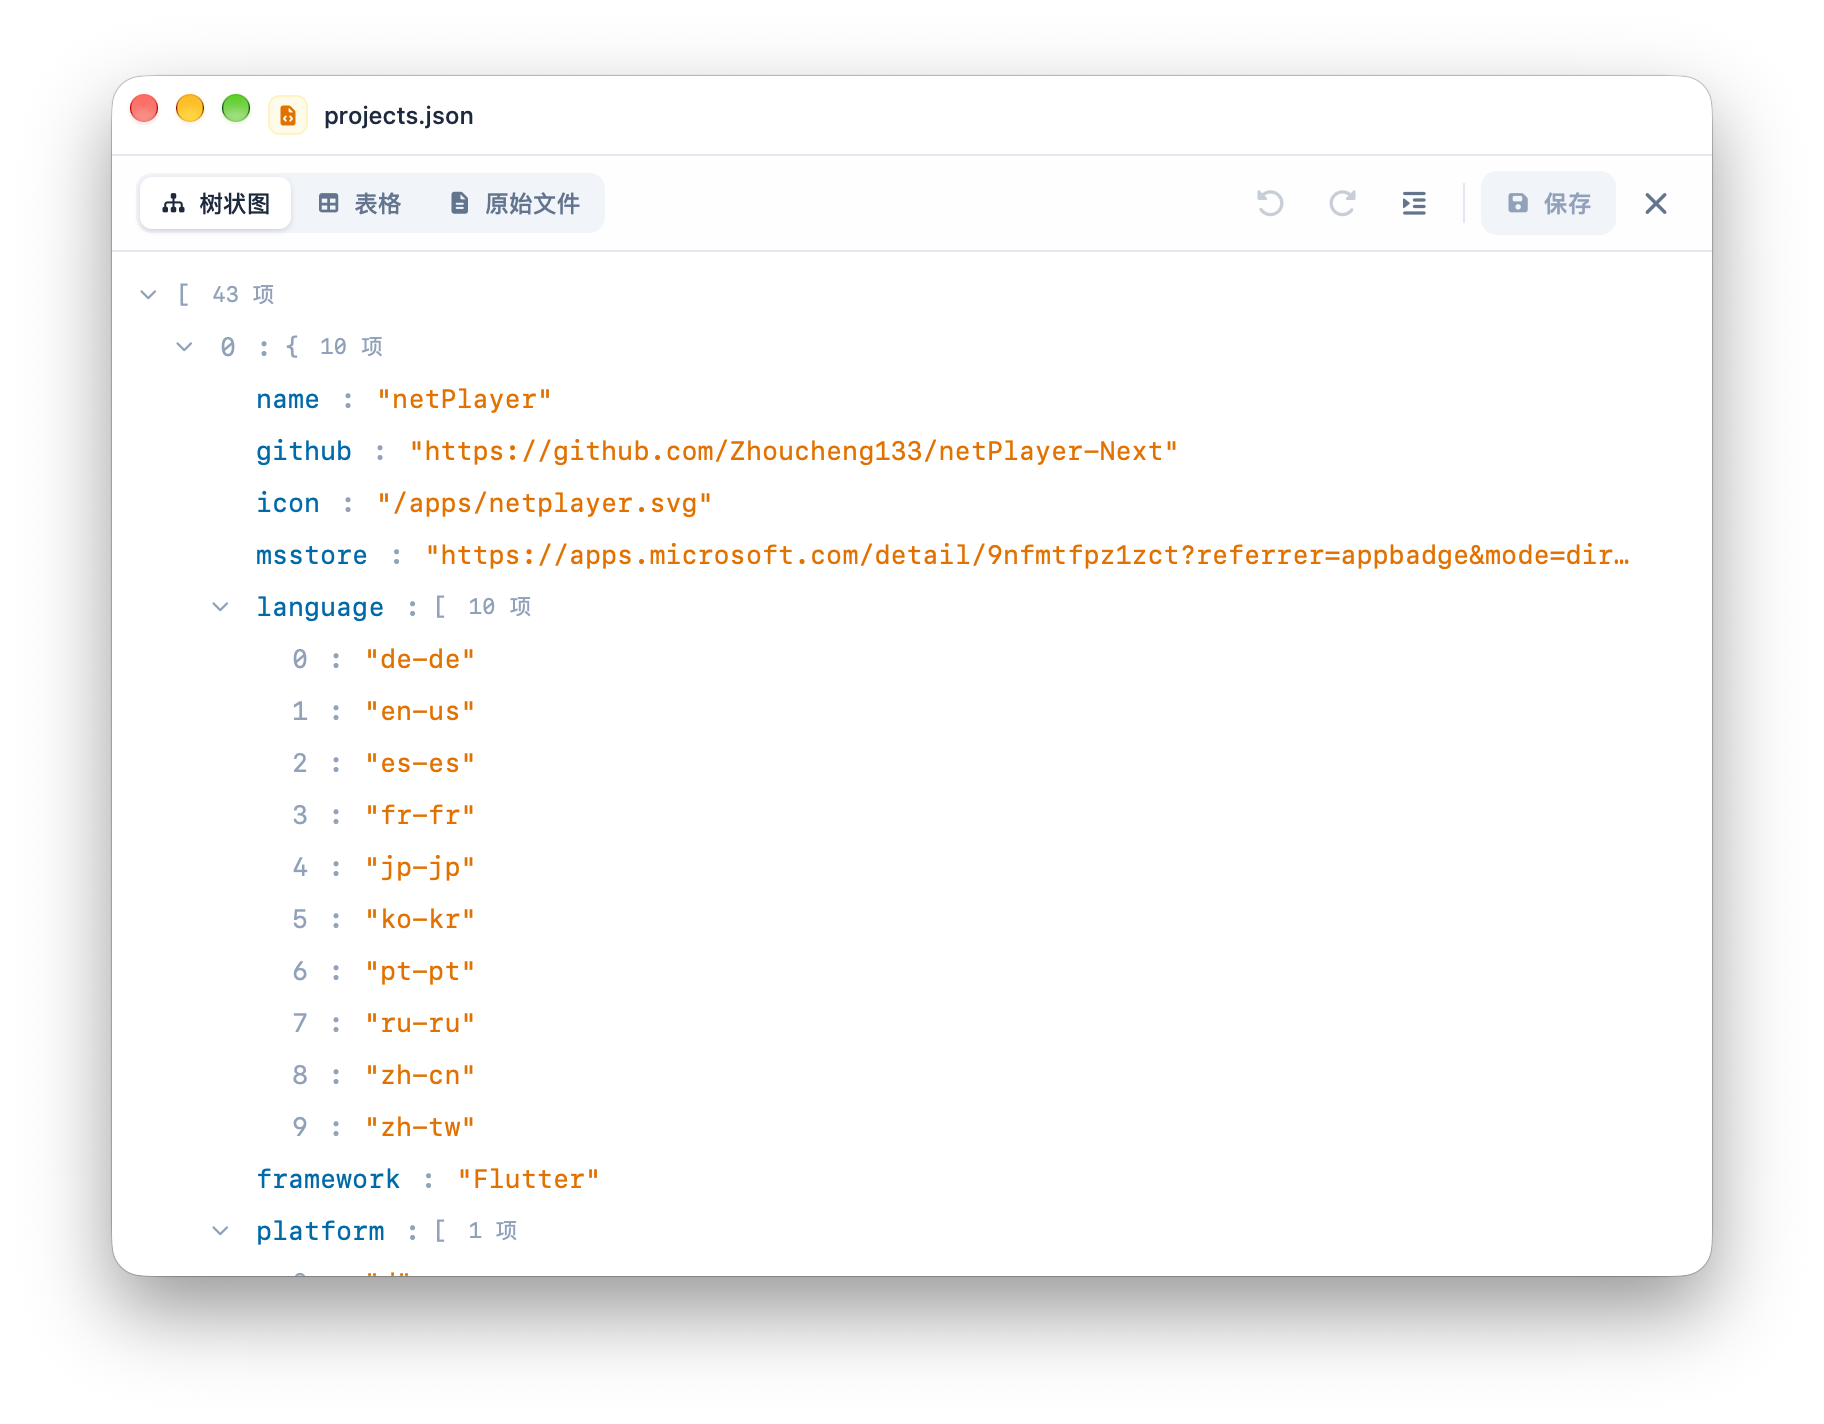 projects.json
树状图 表格 原始文件 保存
[ 43 项
0 : { 10 项
name : "netPlayer"
github : "https://github.com/Zhoucheng133/netPlayer-Next"
icon : "/apps/netplayer.svg"
msstore : "https://apps.microsoft.com/detail/9nfmtfpz1zct?referrer=appbadge&mode=dir…
language : [ 10 项
0 : "de-de"
1 : "en-us"
2 : "es-es"
3 : "fr-fr"
4 : "jp-jp"
5 : "ko-kr"
6 : "pt-pt"
7 : "ru-ru"
8 : "zh-cn"
9 : "zh-tw"
framework : "Flutter"
platform : [ 1 项